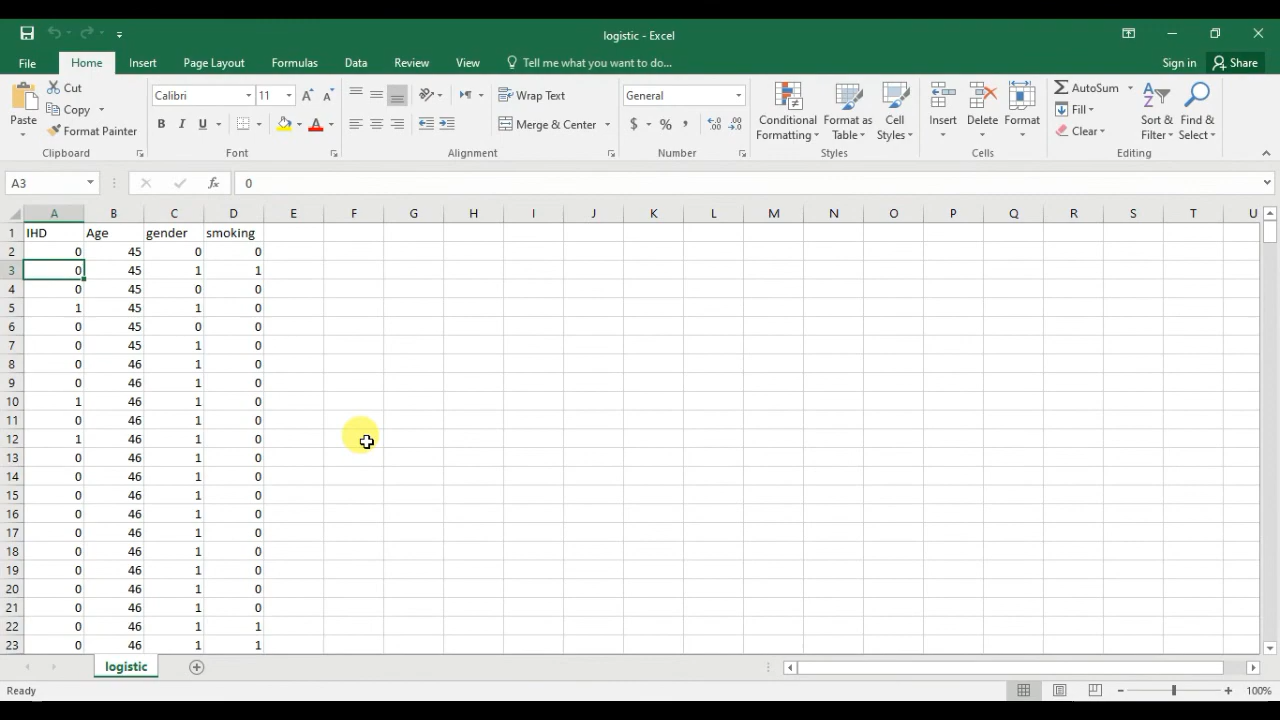 logistic - Excel
File Home Insert Page Layout Formulas Data Review View Tell me what you want to do... Sign in Share
Paste
Cut
Copy
Format Painter
Clipboard
Calibri 11
B I U
Font
Wrap Text
Merge & Center
Alignment
General
$ % ,
Number
Conditional Formatting
Format as Table
Cell Styles
Styles
Insert
Delete
Format
Cells
AutoSum
Fill
Clear
Sort & Filter
Find & Select
Editing
A3 fx 0
A B C D E F G H I J K L M N O P Q R S T U
1 IHD Age gender smoking
2 0 45 0 0
3 0 45 1 1
4 0 45 0 0
5 1 45 1 0
6 0 45 0 0
7 0 45 1 0
8 0 46 1 0
9 0 46 1 0
10 1 46 1 0
11 0 46 1 0
12 1 46 1 0
13 0 46 1 0
14 0 46 1 0
15 0 46 1 0
16 0 46 1 0
17 0 46 1 0
18 0 46 1 0
19 0 46 1 0
20 0 46 1 0
21 0 46 1 0
22 0 46 1 1
23 0 46 1 1
logistic
Ready 100%